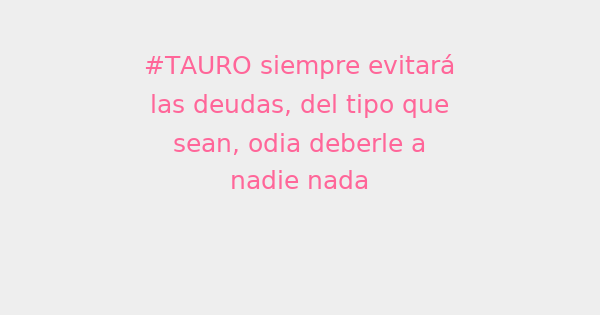 #TAURO siempre evitará
las deudas, del tipo que
sean, odia deberle a
nadie nada